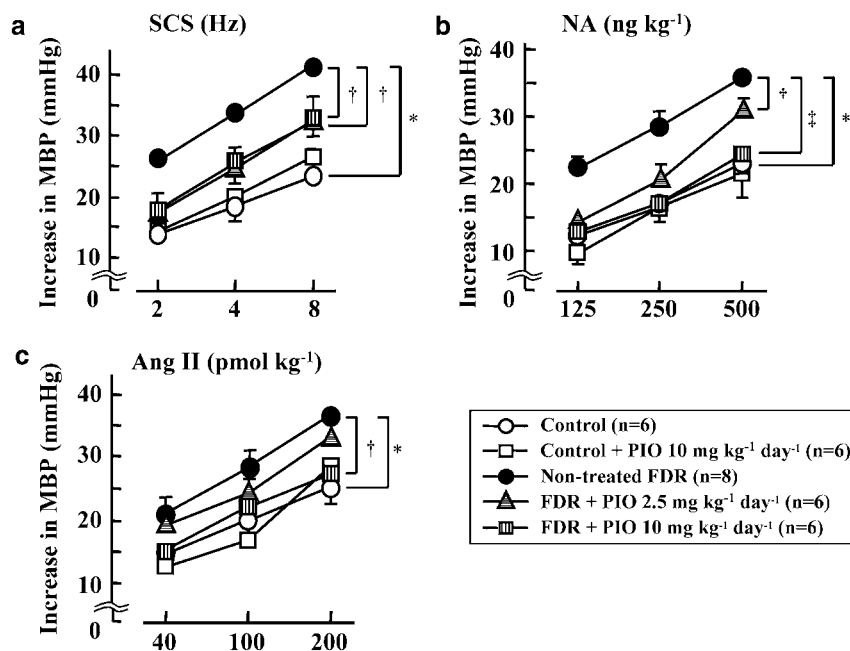 a
SCS (Hz)
Increase in MBP (mmHg)
40
30
20
10
0
2 4 8
† † *
b
NA (ng kg⁻¹)
Increase in MBP (mmHg)
40
30
20
10
0
125 250 500
† ‡ *
c
Ang II (pmol kg⁻¹)
Increase in MBP (mmHg)
40
30
20
10
0
40 100 200
† *
Control (n=6)
Control + PIO 10 mg kg⁻¹ day⁻¹ (n=6)
Non-treated FDR (n=8)
FDR + PIO 2.5 mg kg⁻¹ day⁻¹ (n=6)
FDR + PIO 10 mg kg⁻¹ day⁻¹ (n=6)